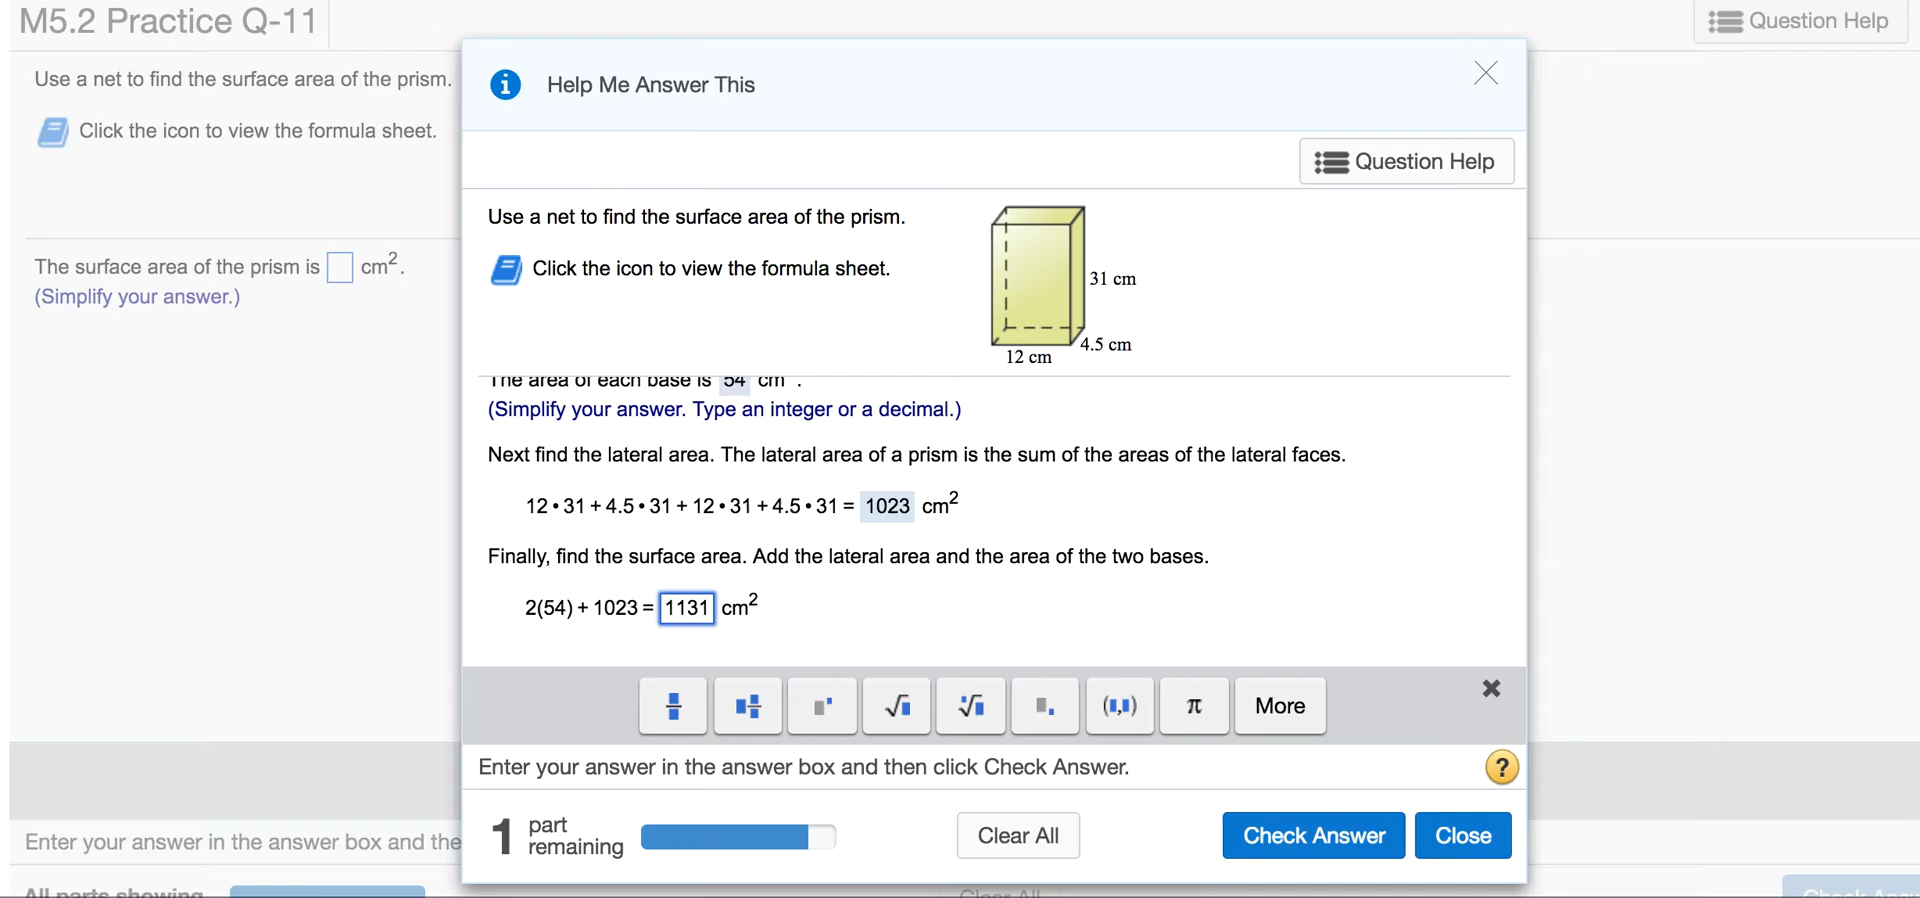 M5.2 Practice Q-11
Question Help
Use a net to find the surface area of the prism.
Click the icon to view the formula sheet.
The surface area of the prism is cm².
(Simplify your answer.)
Help Me Answer This
Question Help
Use a net to find the surface area of the prism.
Click the icon to view the formula sheet.
31 cm
4.5 cm
12 cm
The area of each base is 54 cm .
(Simplify your answer. Type an integer or a decimal.)
Next find the lateral area. The lateral area of a prism is the sum of the areas of the lateral faces.
12 • 31 + 4.5 • 31 + 12 • 31 + 4.5 • 31 = 1023 cm²
Finally, find the surface area. Add the lateral area and the area of the two bases.
2(54) + 1023 = 1131 cm²
π
More
Enter your answer in the answer box and then click Check Answer.
?
1 part remaining
Clear All
Check Answer
Close
Enter your answer in the answer box and the
All parts showing
Clear All
Check Answ